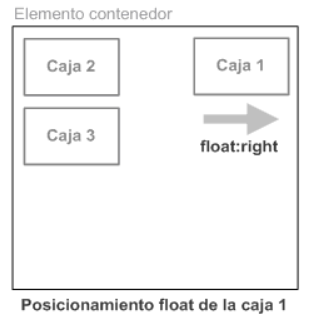 Elemento contenedor
Caja 2
Caja 1
Caja 3
float:right
Posicionamiento float de la caja 1